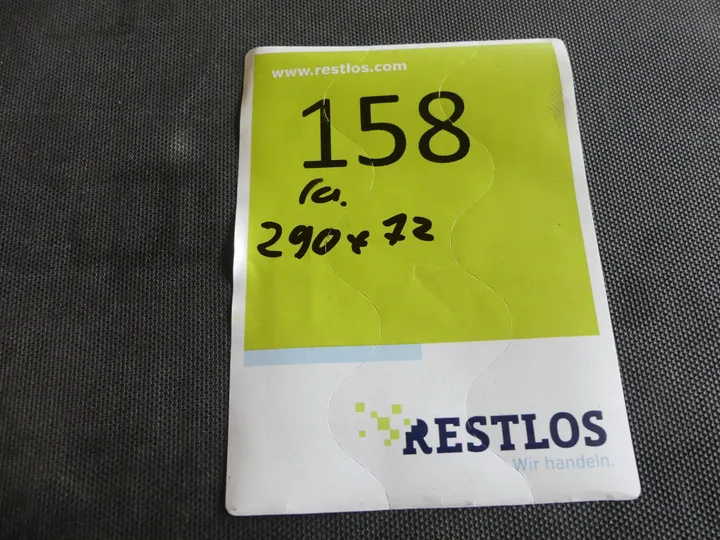 www.restlos.com
158
ca.
290 x 72
RESTLOS
Wir handeln.